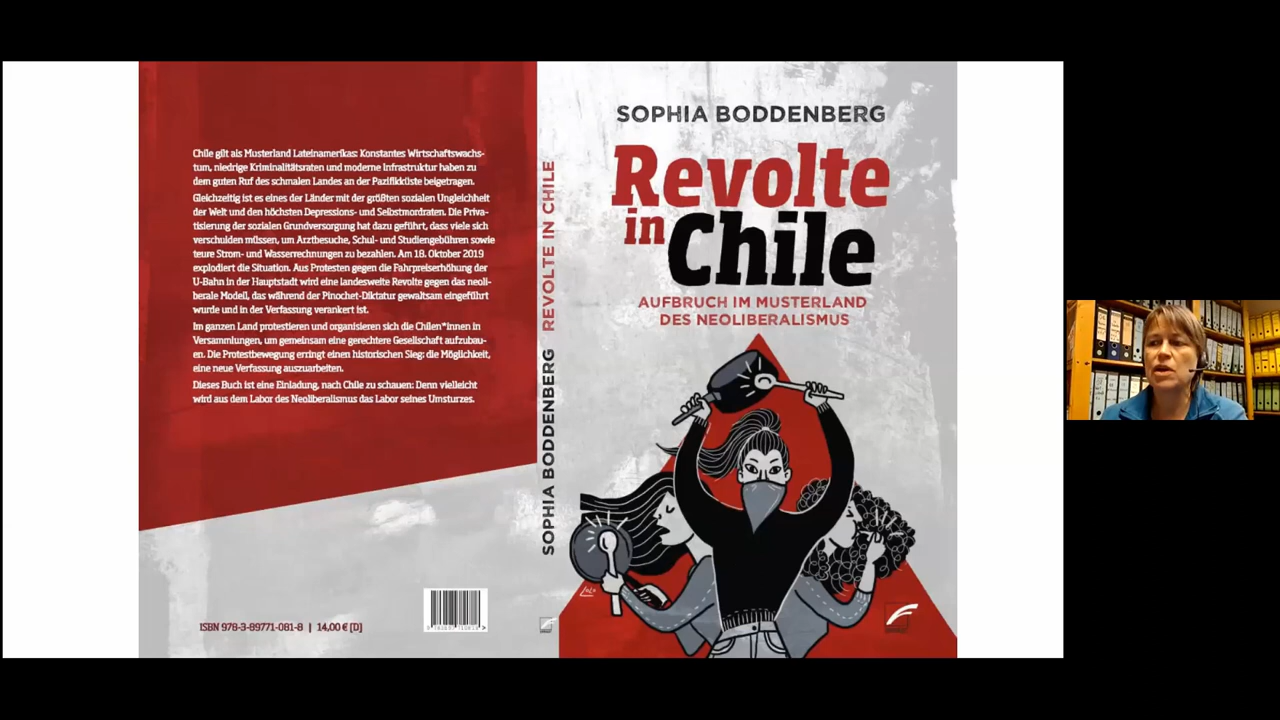 Chile gilt als Musterland Lateinamerikas: Konstantes Wirtschaftswachs-
tum, niedrige Kriminalitätsraten und moderne Infrastruktur haben zu
dem guten Ruf des schmalen Landes an der Pazifikküste beigetragen.
Gleichzeitig ist es eines der Länder mit der größten sozialen Ungleichheit
der Welt und den höchsten Depressions- und Selbstmordraten. Die Priva-
tisierung der sozialen Grundversorgung hat dazu geführt, dass viele sich
verschulden müssen, um Arztbesuche, Schul- und Studiengebühren sowie
teure Strom- und Wasserrechnungen zu bezahlen. Am 18. Oktober 2019
explodiert die Situation. Aus Protesten gegen die Fahrpreiserhöhung der
U-Bahn in der Hauptstadt wird eine landesweite Revolte gegen das neoli-
berale Modell, das während der Pinochet-Diktatur gewaltsam eingeführt
wurde und in der Verfassung verankert ist.
Im ganzen Land protestieren und organisieren sich die Chilen*innen in
Versammlungen, um gemeinsam eine gerechtere Gesellschaft aufzubau-
en. Die Protestbewegung erringt einen historischen Sieg: die Möglichkeit,
eine neue Verfassung auszuarbeiten.
Dieses Buch ist eine Einladung, nach Chile zu schauen: Denn vielleicht
wird aus dem Labor des Neoliberalismus das Labor seines Umsturzes.
ISBN 978-3-89771-081-8 | 14,00 € [D]
SOPHIA BODDENBERG REVOLTE IN CHILE
SOPHIA BODDENBERG
Revolte
in Chile
AUFBRUCH IM MUSTERLAND
DES NEOLIBERALISMUS